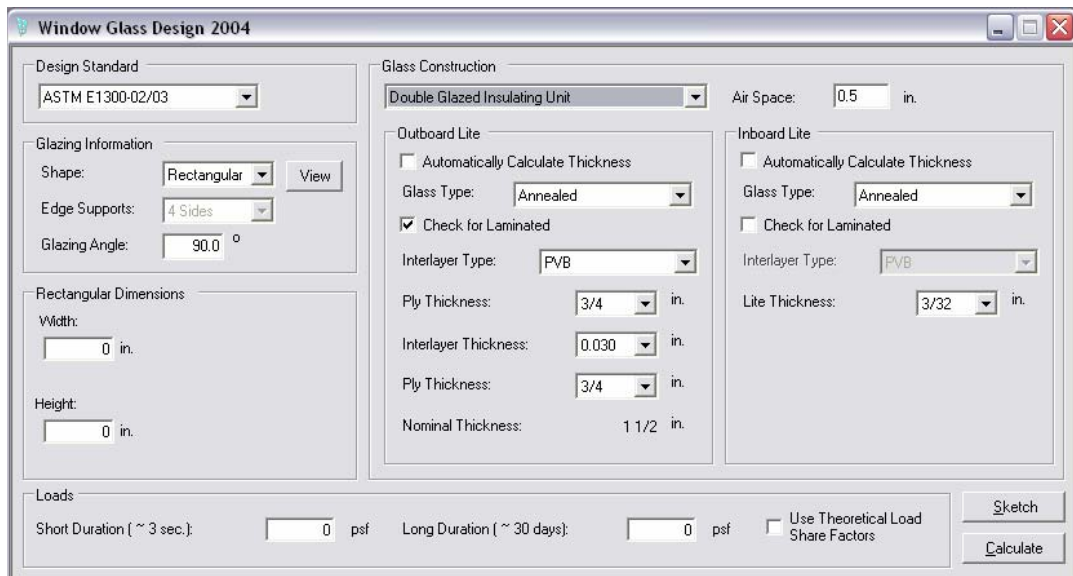 Window Glass Design 2004
Design Standard
ASTM E1300-02/03
Glazing Information
Shape: Rectangular View
Edge Supports: 4 Sides
Glazing Angle: 90.0 o
Rectangular Dimensions
Width:
0 in.
Height:
0 in.
Glass Construction
Double Glazed Insulating Unit Air Space: 0.5 in.
Outboard Lite
Automatically Calculate Thickness
Glass Type: Annealed
Check for Laminated
Interlayer Type: PVB
Ply Thickness: 3/4 in.
Interlayer Thickness: 0.030 in.
Ply Thickness: 3/4 in.
Nominal Thickness: 1 1/2 in.
Inboard Lite
Automatically Calculate Thickness
Glass Type: Annealed
Check for Laminated
Interlayer Type: PVB
Lite Thickness: 3/32 in.
Loads
Short Duration ( ~ 3 sec.): 0 psf Long Duration ( ~ 30 days): 0 psf Use Theoretical Load
Share Factors
Sketch
Calculate